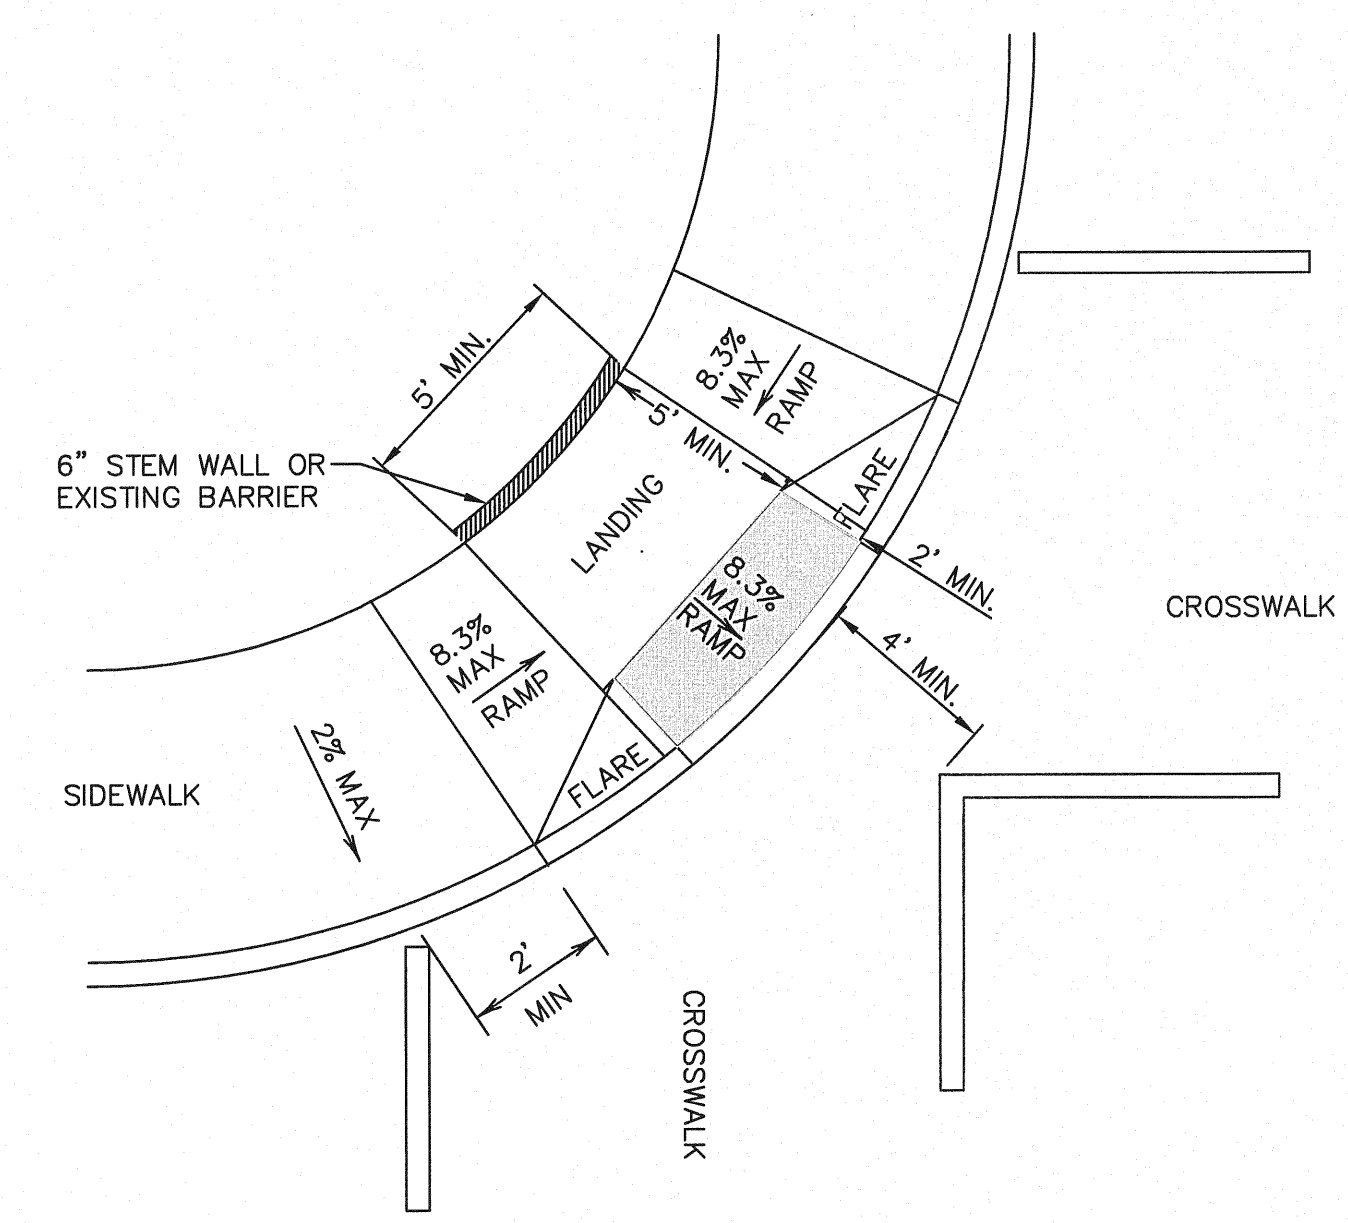 8.3%
MAX
RAMP
5' MIN.
5' MIN.
6" STEM WALL OR
EXISTING BARRIER
FLARE
LANDING
2' MIN.
8.3%
MAX
RAMP
CROSSWALK
4' MIN.
8.3%
MAX
RAMP
2% MAX
SIDEWALK
FLARE
2'
MIN
CROSSWALK